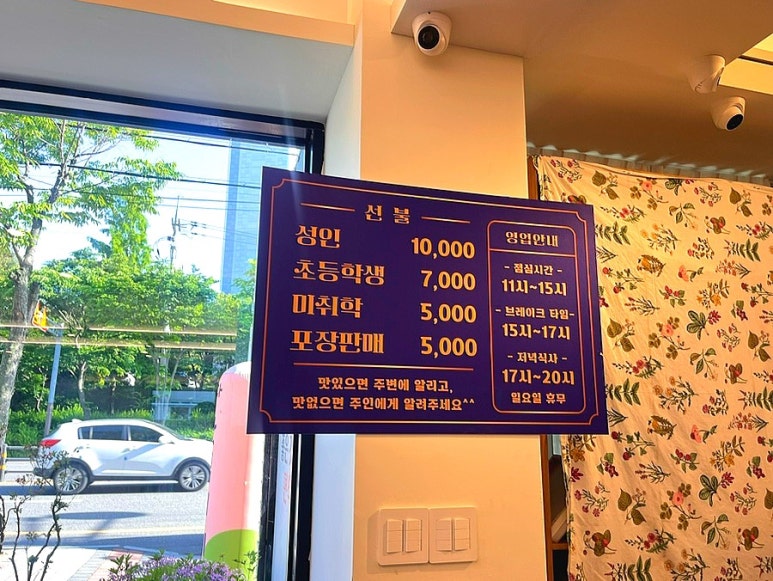 선 불
성인 10,000
초등학생 7,000
미취학 5,000
포장판매 5,000
맛있으면 주변에 알리고,
맛없으면 주인에게 알려주세요^^
영업안내
- 점심시간 -
11시~15시
- 브레이크 타임-
15시~17시
- 저녁식사 -
17시~20시
일요일 휴무